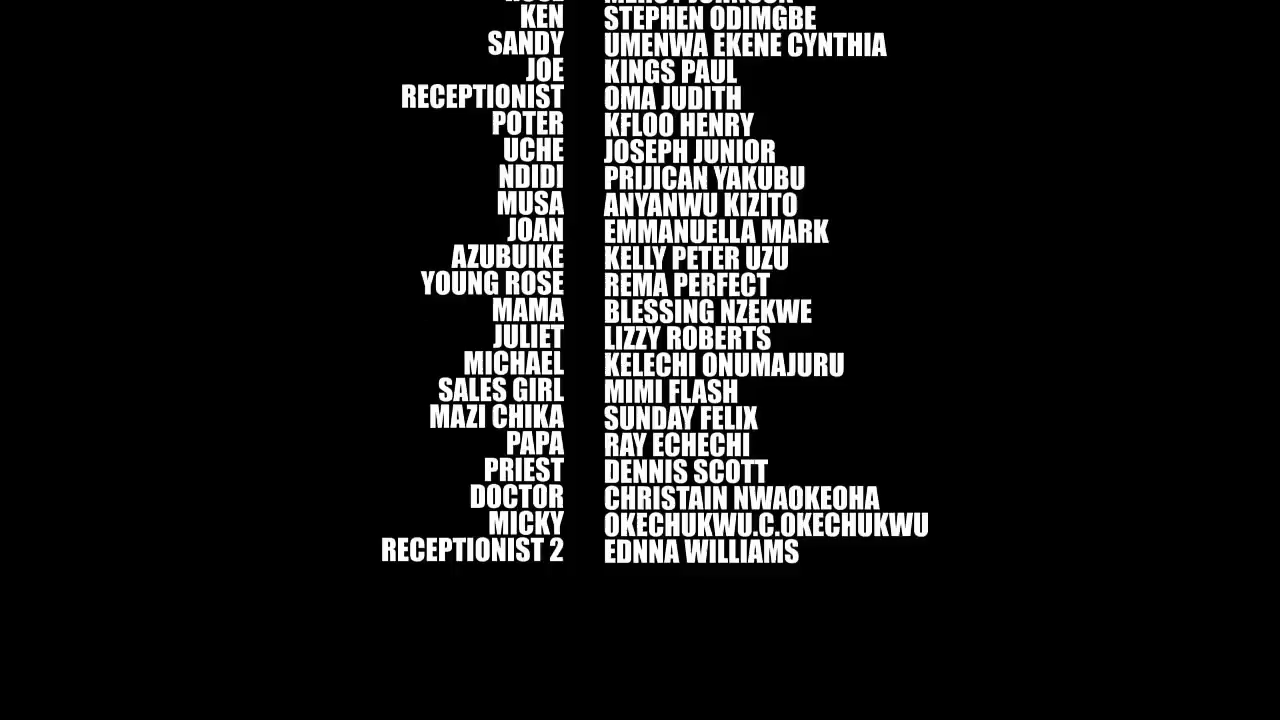 ROSE MERCY JOHNSON
KEN STEPHEN ODIMGBE
SANDY UMENWA EKENE CYNTHIA
JOE KINGS PAUL
RECEPTIONIST OMA JUDITH
POTER KFLOO HENRY
UCHE JOSEPH JUNIOR
NDIDI PRIJICAN YAKUBU
MUSA ANYANWU KIZITO
JOAN EMMANUELLA MARK
AZUBUIKE KELLY PETER UZU
YOUNG ROSE REMA PERFECT
MAMA BLESSING NZEKWE
JULIET LIZZY ROBERTS
MICHAEL KELECHI ONUMAJURU
SALES GIRL MIMI FLASH
MAZI CHIKA SUNDAY FELIX
PAPA RAY ECHECHI
PRIEST DENNIS SCOTT
DOCTOR CHRISTAIN NWAOKEOHA
MICKY OKECHUKWU.C.OKECHUKWU
RECEPTIONIST 2 EDNNA WILLIAMS